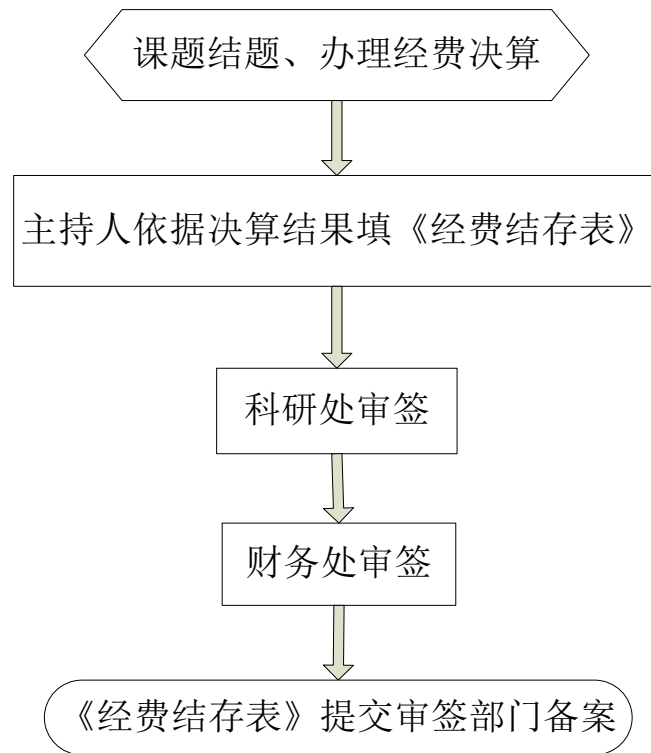 课题结题、办理经费决算
主持人依据决算结果填《经费结存表》
科研处审签
财务处审签
《经费结存表》提交审签部门备案